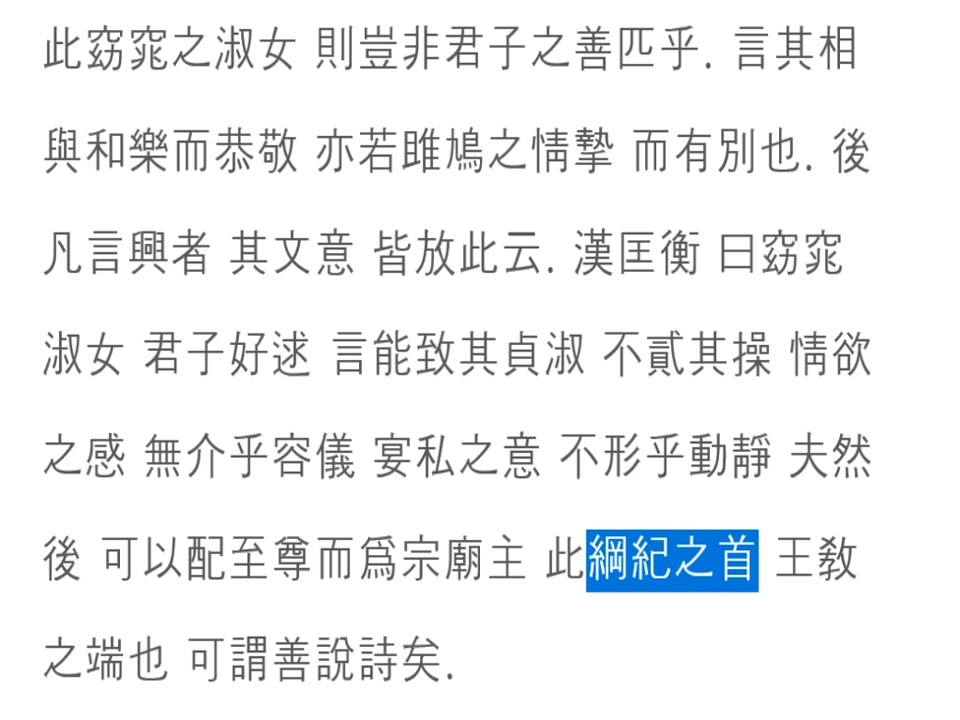 此窈窕之淑女 則豈非君子之善匹乎. 言其相
與和樂而恭敬 亦若雎鳩之情摯 而有別也. 後
凡言興者 其文意 皆放此云. 漢匡衡 曰窈窕
淑女 君子好逑 言能致其貞淑 不貳其操 情欲
之感 無介乎容儀 宴私之意 不形乎動靜 夫然
後 可以配至尊而爲宗廟主 此綱紀之首 王敎
之端也 可謂善說詩矣.